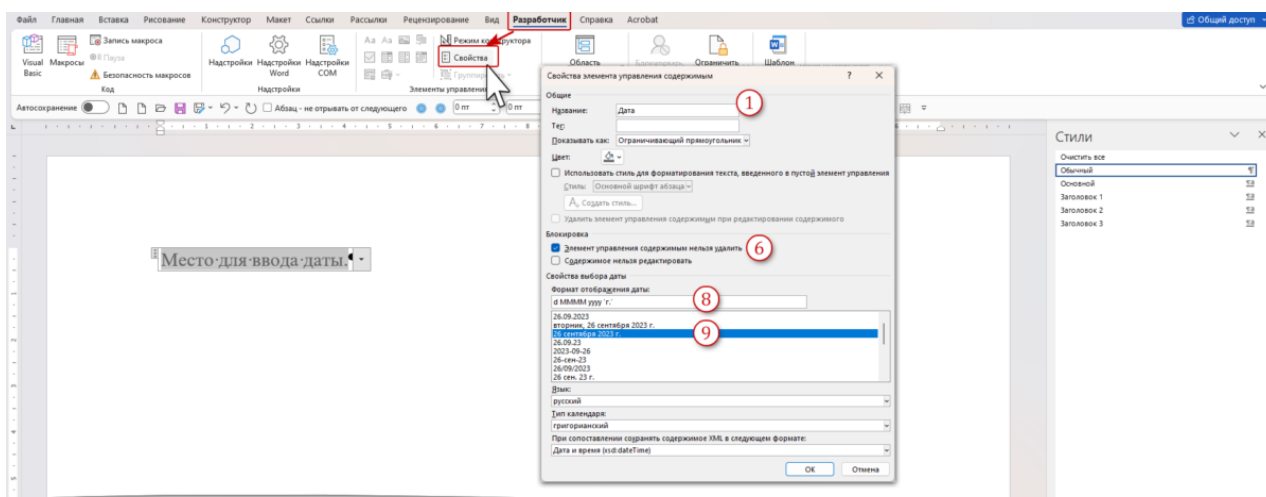 Файл Главная Вставка Рисование Конструктор Макет Ссылки Рассылки Рецензирование Вид Разработчик Справка Acrobat
Общий доступ
Запись макроса
Пауза
Безопасность макросов
Visual Basic
Макросы
Код
Надстройки
Надстройки Word
Надстройки COM
Надстройки
Aa Aa
Режим конструктора
Свойства
Группировать
Элементы управления
Область
Блокировать
Ограничить
Шаблон
Автосохранение
Абзац - не отрывать от следующего
0 пт
0 пт
Место для ввода даты.
Свойства элемента управления содержимым ? ×
Общие
Название: Дата
1
Тег:
Показывать как: Ограничивающий прямоугольник
Цвет:
Использовать стиль для форматирования текста, введенного в пустой элемент управления
Стиль: Основной шрифт абзаца
Создать стиль...
Удалить элемент управления содержимым при редактировании содержимого
Блокировка
Элемент управления содержимым нельзя удалить
6
Содержимое нельзя редактировать
Свойства выбора даты
Формат отображения даты:
d MMMM yyyy 'г.'
8
26.09.2023
вторник, 26 сентября 2023 г.
26 сентября 2023 г.
9
26.09.23
2023-09-26
26-сен-23
26/09/2023
26 сен. 23 г.
Язык:
русский
Тип календаря:
григорианский
При сопоставлении сохранять содержимое XML в следующем формате:
Дата и время (xsd:dateTime)
ОК Отмена
Стили
Очистить все
Обычный
Основной
Заголовок 1
Заголовок 2
Заголовок 3